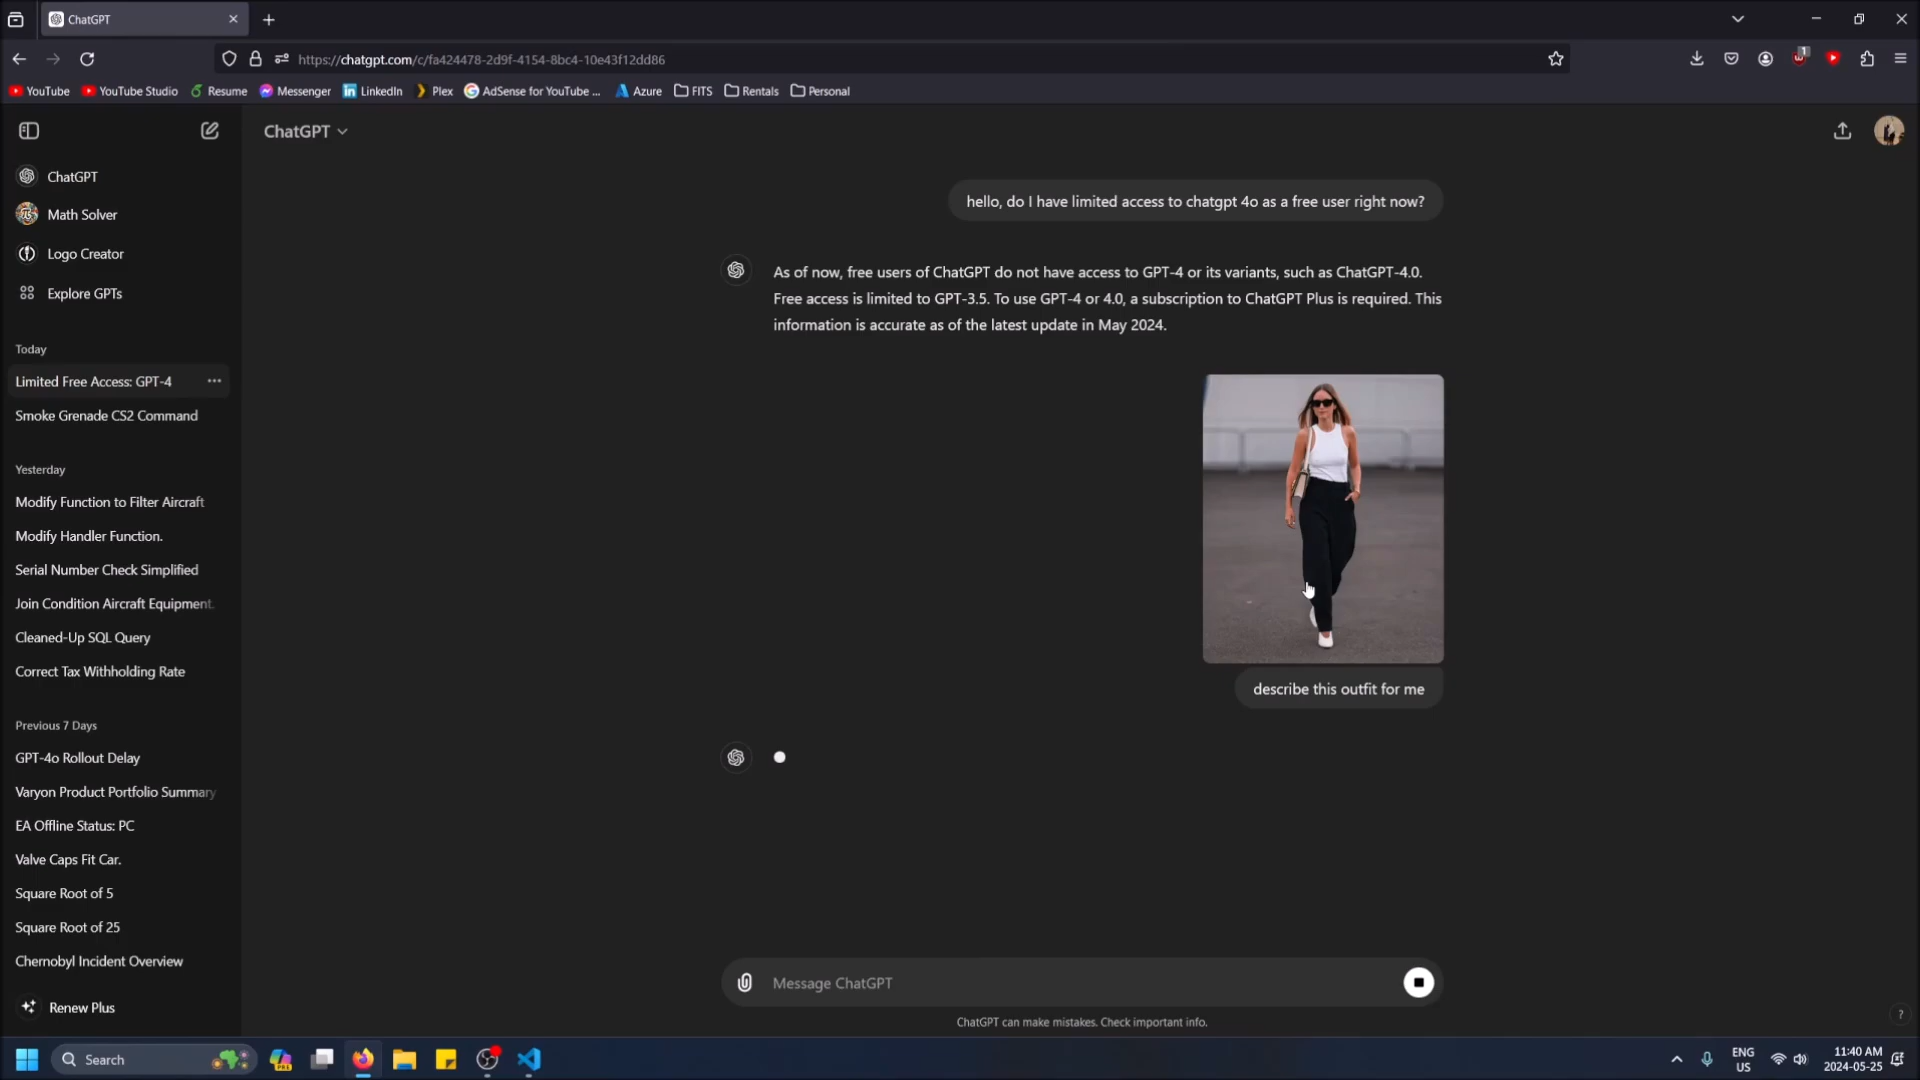 ChatGPT
https://chatgpt.com/c/fa424478-2d9f-4154-8bc4-10e43f12dd86
1
YouTube
YouTube Studio
Resume
Messenger
LinkedIn
Plex
AdSense for YouTube ...
Azure
FITS
Rentals
Personal
ChatGPT
Math Solver
Logo Creator
Explore GPTs
Today
Limited Free Access: GPT-4
Smoke Grenade CS2 Command
Yesterday
Modify Function to Filter Aircraft
Modify Handler Function.
Serial Number Check Simplified
Join Condition Aircraft Equipment.
Cleaned-Up SQL Query
Correct Tax Withholding Rate
Previous 7 Days
GPT-4o Rollout Delay
Varyon Product Portfolio Summary
EA Offline Status: PC
Valve Caps Fit Car.
Square Root of 5
Square Root of 25
Chernobyl Incident Overview
Renew Plus
ChatGPT
hello, do I have limited access to chatgpt 4o as a free user right now?
As of now, free users of ChatGPT do not have access to GPT-4 or its variants, such as ChatGPT-4.0.
Free access is limited to GPT-3.5. To use GPT-4 or 4.0, a subscription to ChatGPT Plus is required. This
information is accurate as of the latest update in May 2024.
describe this outfit for me
Message ChatGPT
ChatGPT can make mistakes. Check important info.
?
Search
PRE
ENG
US
11:40 AM
2024-05-25